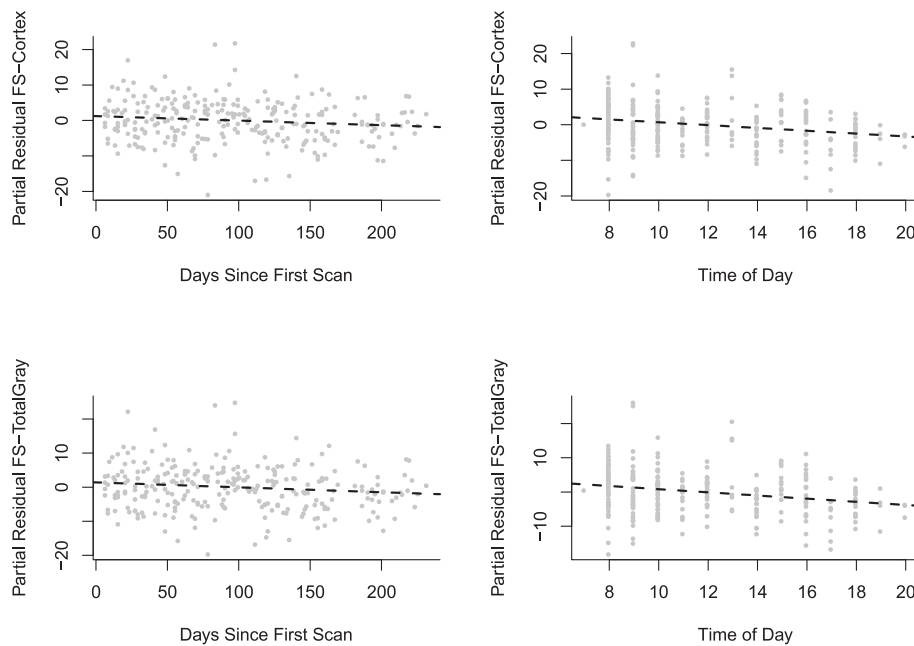 Partial Residual FS−Cortex
20
10
0
−20
0 50 100 150 200
Days Since First Scan
Partial Residual FS−Cortex
20
10
0
−20
8 10 12 14 16 18 20
Time of Day
Partial Residual FS−TotalGray
10
0
−20
0 50 100 150 200
Days Since First Scan
Partial Residual FS−TotalGray
10
−10
8 10 12 14 16 18 20
Time of Day